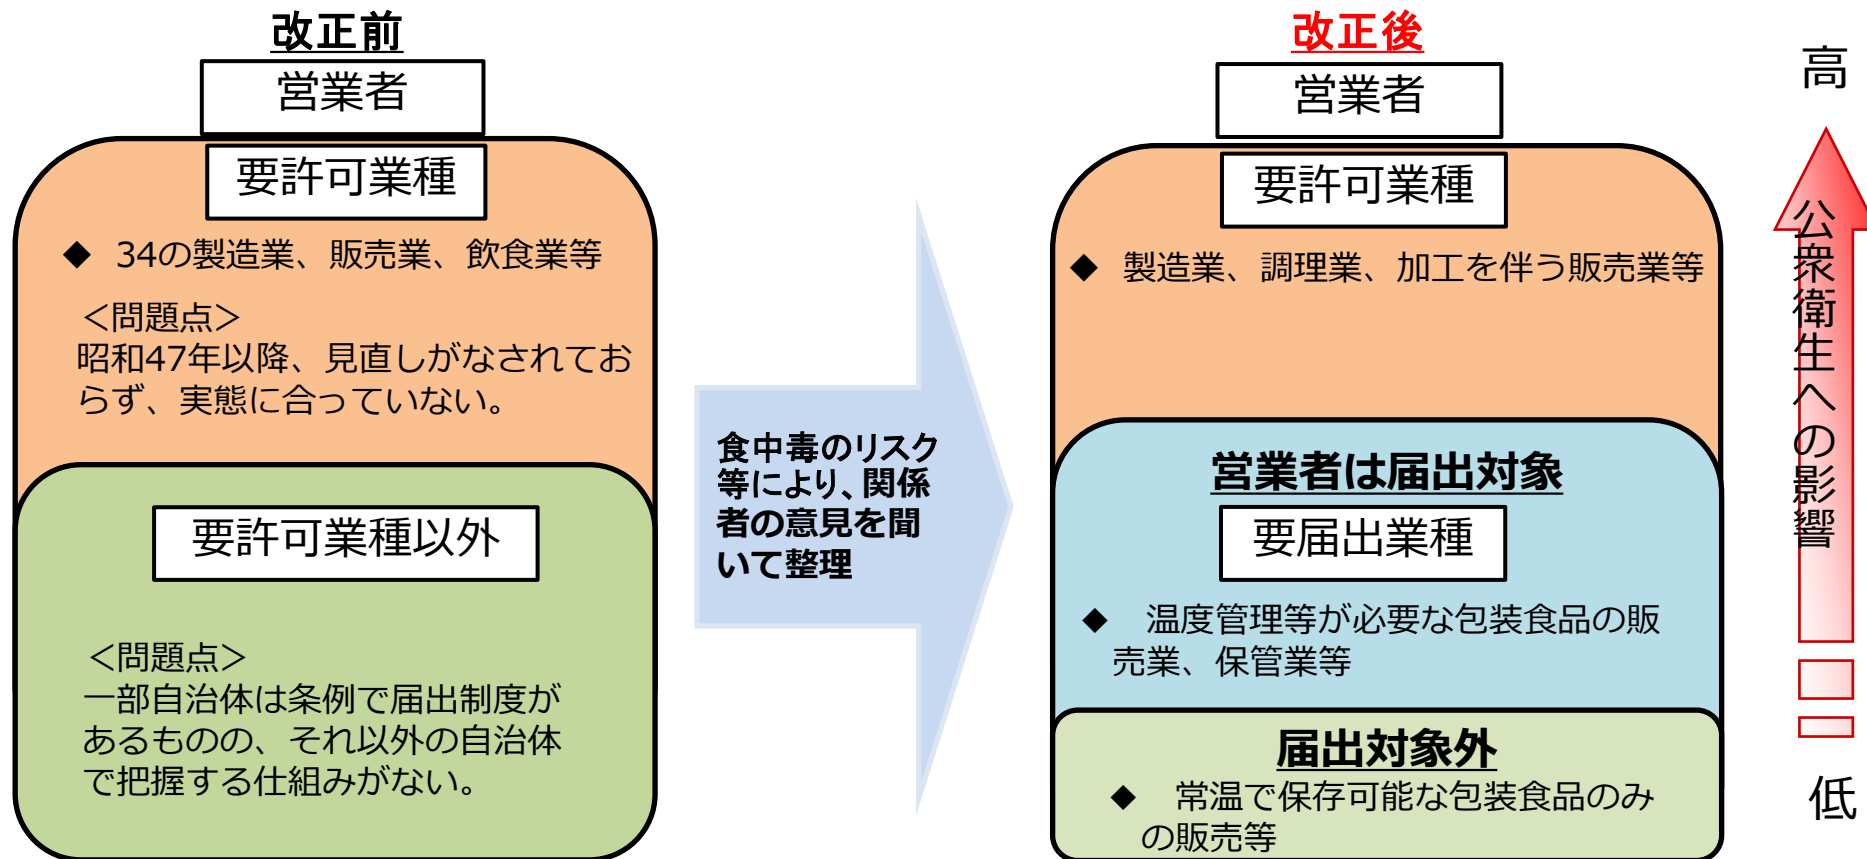 改正前
営業者
要許可業種
◆ 34の製造業、販売業、飲食業等
＜問題点＞
昭和47年以降、見直しがなされてお
らず、実態に合っていない。
要許可業種以外
＜問題点＞
一部自治体は条例で届出制度が
あるものの、それ以外の自治体
で把握する仕組みがない。
食中毒のリスク
等により、関係
者の意見を聞
いて整理
改正後
営業者
要許可業種
◆ 製造業、調理業、加工を伴う販売業等
営業者は届出対象
要届出業種
◆ 温度管理等が必要な包装食品の販
売業、保管業等
届出対象外
◆ 常温で保存可能な包装食品のみ
の販売等
高
公衆衛生への影響
低